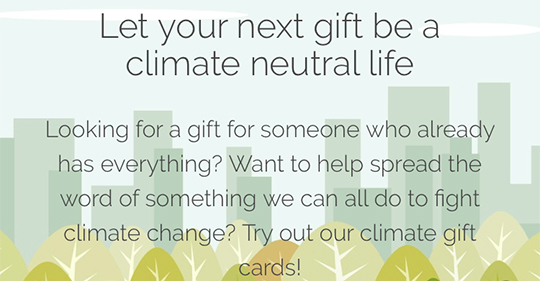 Let your next gift be a
climate neutral life
Looking for a gift for someone who already
has everything? Want to help spread the
word of something we can all do to fight
climate change? Try out our climate gift
cards!